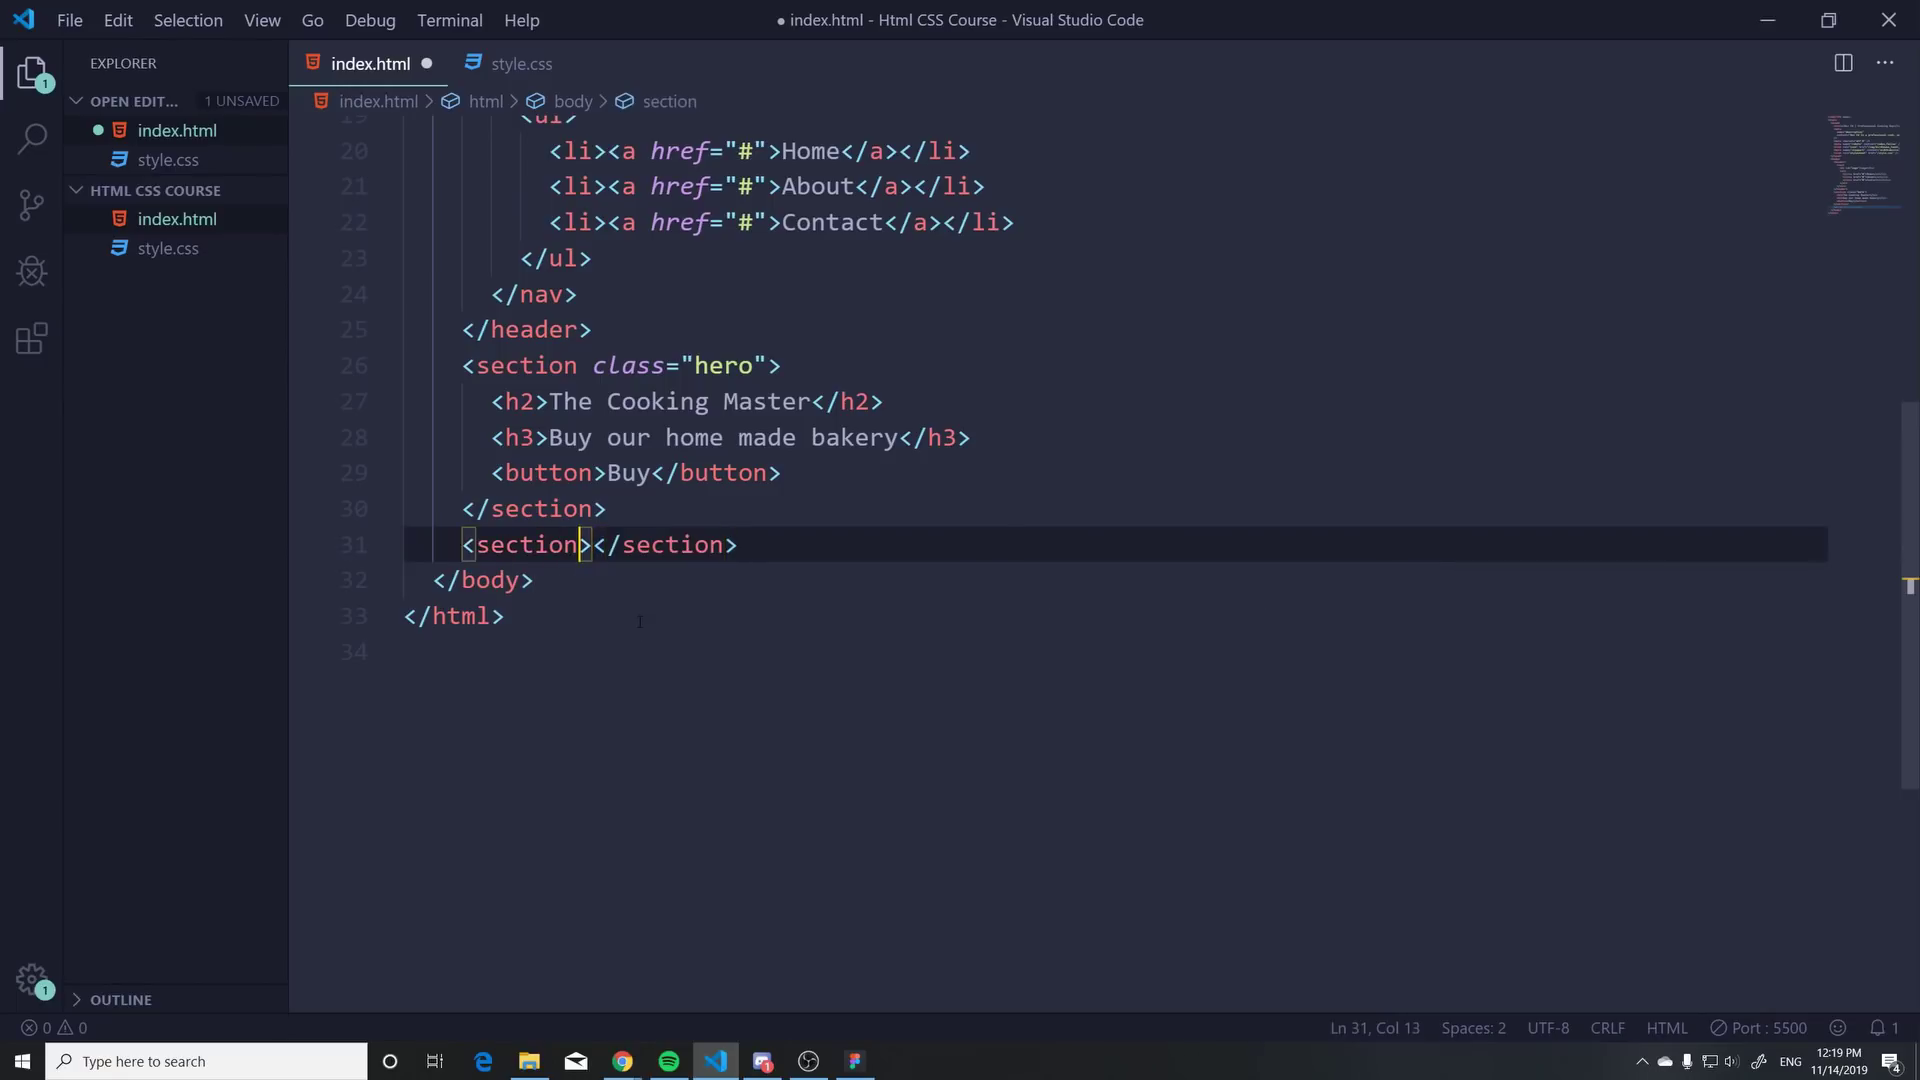 File Edit Selection View Go Debug Terminal Help
● index.html - Html CSS Course - Visual Studio Code
EXPLORER
OPEN EDIT... 1 UNSAVED
index.html
style.css
HTML CSS COURSE
index.html
style.css
OUTLINE
index.html ● style.css
index.html > html > body > section
19 <ul>
20 <li><a href="#">Home</a></li>
21 <li><a href="#">About</a></li>
22 <li><a href="#">Contact</a></li>
23 </ul>
24 </nav>
25 </header>
26 <section class="hero">
27 <h2>The Cooking Master</h2>
28 <h3>Buy our home made bakery</h3>
29 <button>Buy</button>
30 </section>
31 <section></section>
32 </body>
33 </html>
34
1
1
0 0 Ln 31, Col 13 Spaces: 2 UTF-8 CRLF HTML Port : 5500 1
Type here to search
1
ENG
12:19 PM
11/14/2019
4